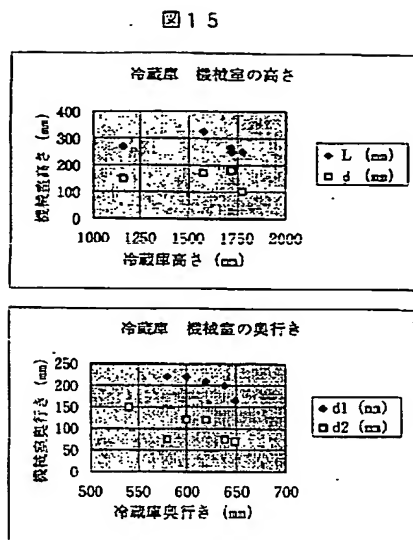 図15
冷蔵庫 機械室の高さ
機械室高さ (mm)
400
300
200
100
0
1000 1250 1500 1750 2000
冷蔵庫高さ (mm)
◆ L (mm)
□ d (mm)
冷蔵庫 機械室の奥行き
機械室奥行き (mm)
250
200
150
100
50
0
500 550 600 650 700
冷蔵庫奥行き (mm)
◆ d1 (mm)
□ d2 (mm)